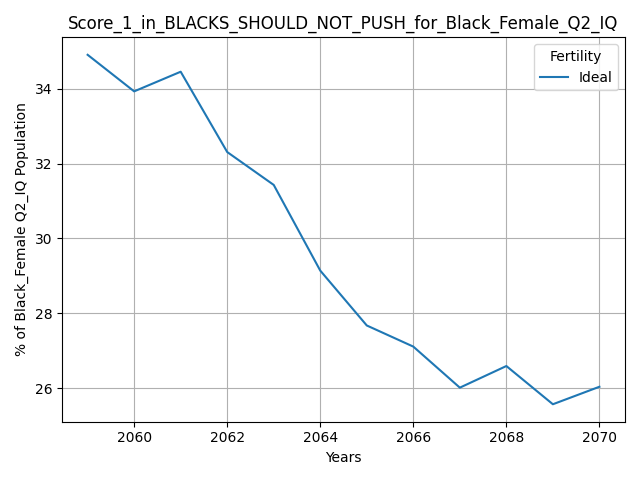 Score_1_in_BLACKS_SHOULD_NOT_PUSH_for_Black_Female_Q2_IQ
Fertility
Ideal
% of Black_Female Q2_IQ Population
34
32
30
28
26
2060
2062
2064
2066
2068
2070
Years